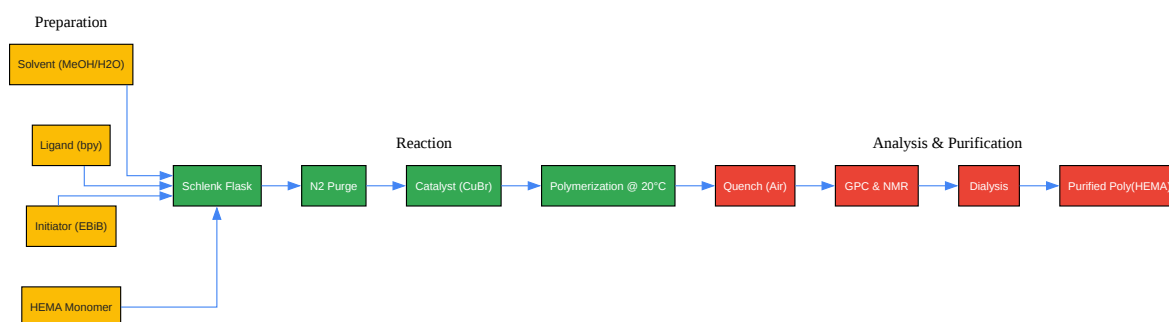 Preparation
Solvent (MeOH/H2O)
Ligand (bpy)
Initiator (EBiB)
HEMA Monomer
Reaction
Schlenk Flask
N2 Purge
Catalyst (CuBr)
Polymerization @ 20°C
Analysis & Purification
Quench (Air)
GPC & NMR
Dialysis
Purified Poly(HEMA)